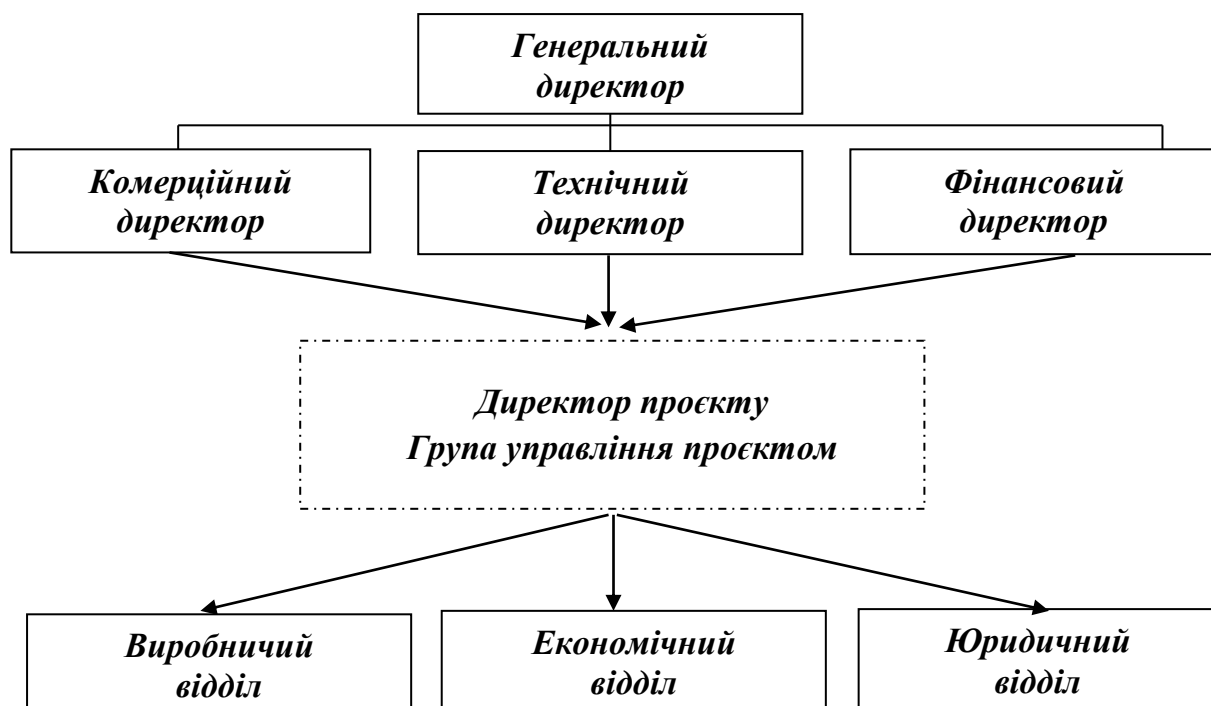 Генеральний
директор
Комерційний
директор
Технічний
директор
Фінансовий
директор
Директор проєкту
Група управління проєктом
Виробничий
відділ
Економічний
відділ
Юридичний
відділ